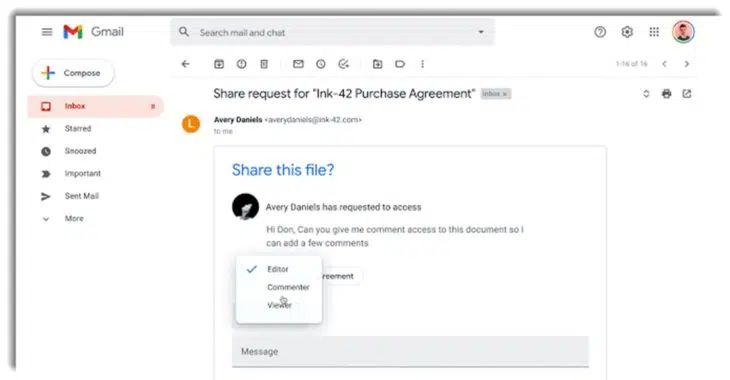 Gmail
Search mail and chat
Compose
1-16 of 16
Share request for "Ink-42 Purchase Agreement" Inbox x
Inbox 8
Avery Daniels <averydaniels@ink-42.com>
L
to me
Starred
Snoozed
Important
Sent Mail
More
Share this file?
Avery Daniels has requested to access
Hi Don, Can you give me comment access to this document so I
can add a few comments
Editor
reement
Commenter
Viewer
Message